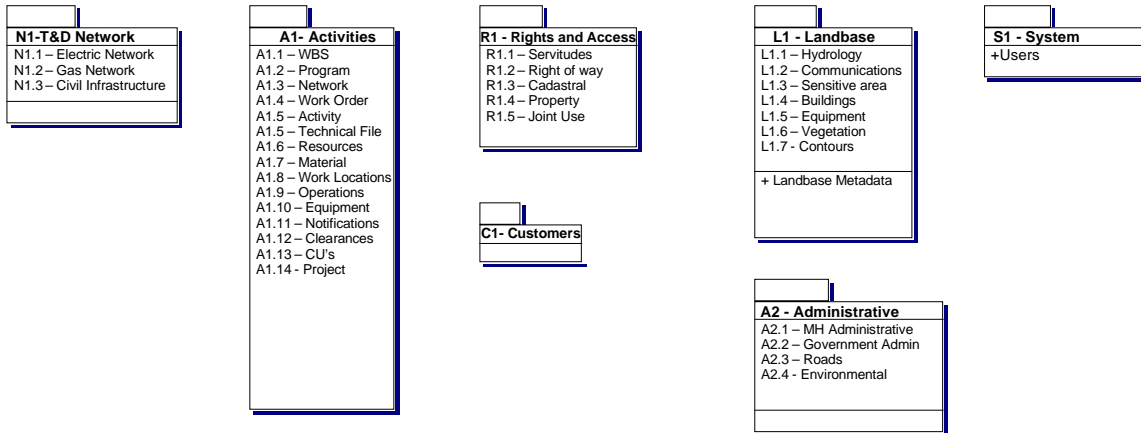 N1-T&D Network
N1.1 – Electric Network
N1.2 – Gas Network
N1.3 – Civil Infrastructure
A1- Activities
A1.1 – WBS
A1.2 – Program
A1.3 – Network
A1.4 – Work Order
A1.5 – Activity
A1.5 – Technical File
A1.6 – Resources
A1.7 – Material
A1.8 – Work Locations
A1.9 – Operations
A1.10 – Equipment
A1.11 – Notifications
A1.12 – Clearances
A1.13 – CU's
A1.14 - Project
R1 - Rights and Access
R1.1 – Servitudes
R1.2 – Right of way
R1.3 – Cadastral
R1.4 – Property
R1.5 – Joint Use
C1- Customers
L1 - Landbase
L1.1 – Hydrology
L1.2 – Communications
L1.3 – Sensitive area
L1.4 – Buildings
L1.5 – Equipment
L1.6 – Vegetation
L1.7 - Contours
+ Landbase Metadata
A2 - Administrative
A2.1 – MH Administrative
A2.2 – Government Admin
A2.3 – Roads
A2.4 - Environmental
S1 - System
+Users